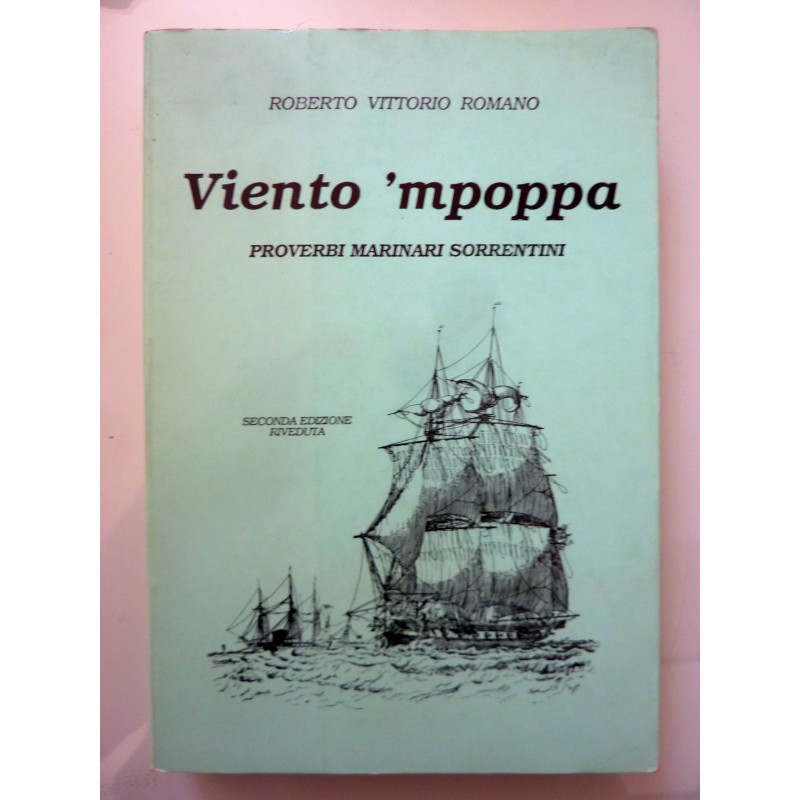 ROBERTO VITTORIO ROMANO
Viento ’mpoppa
PROVERBI MARINARI SORRENTINI
SECONDA EDIZIONE
RIVEDUTA